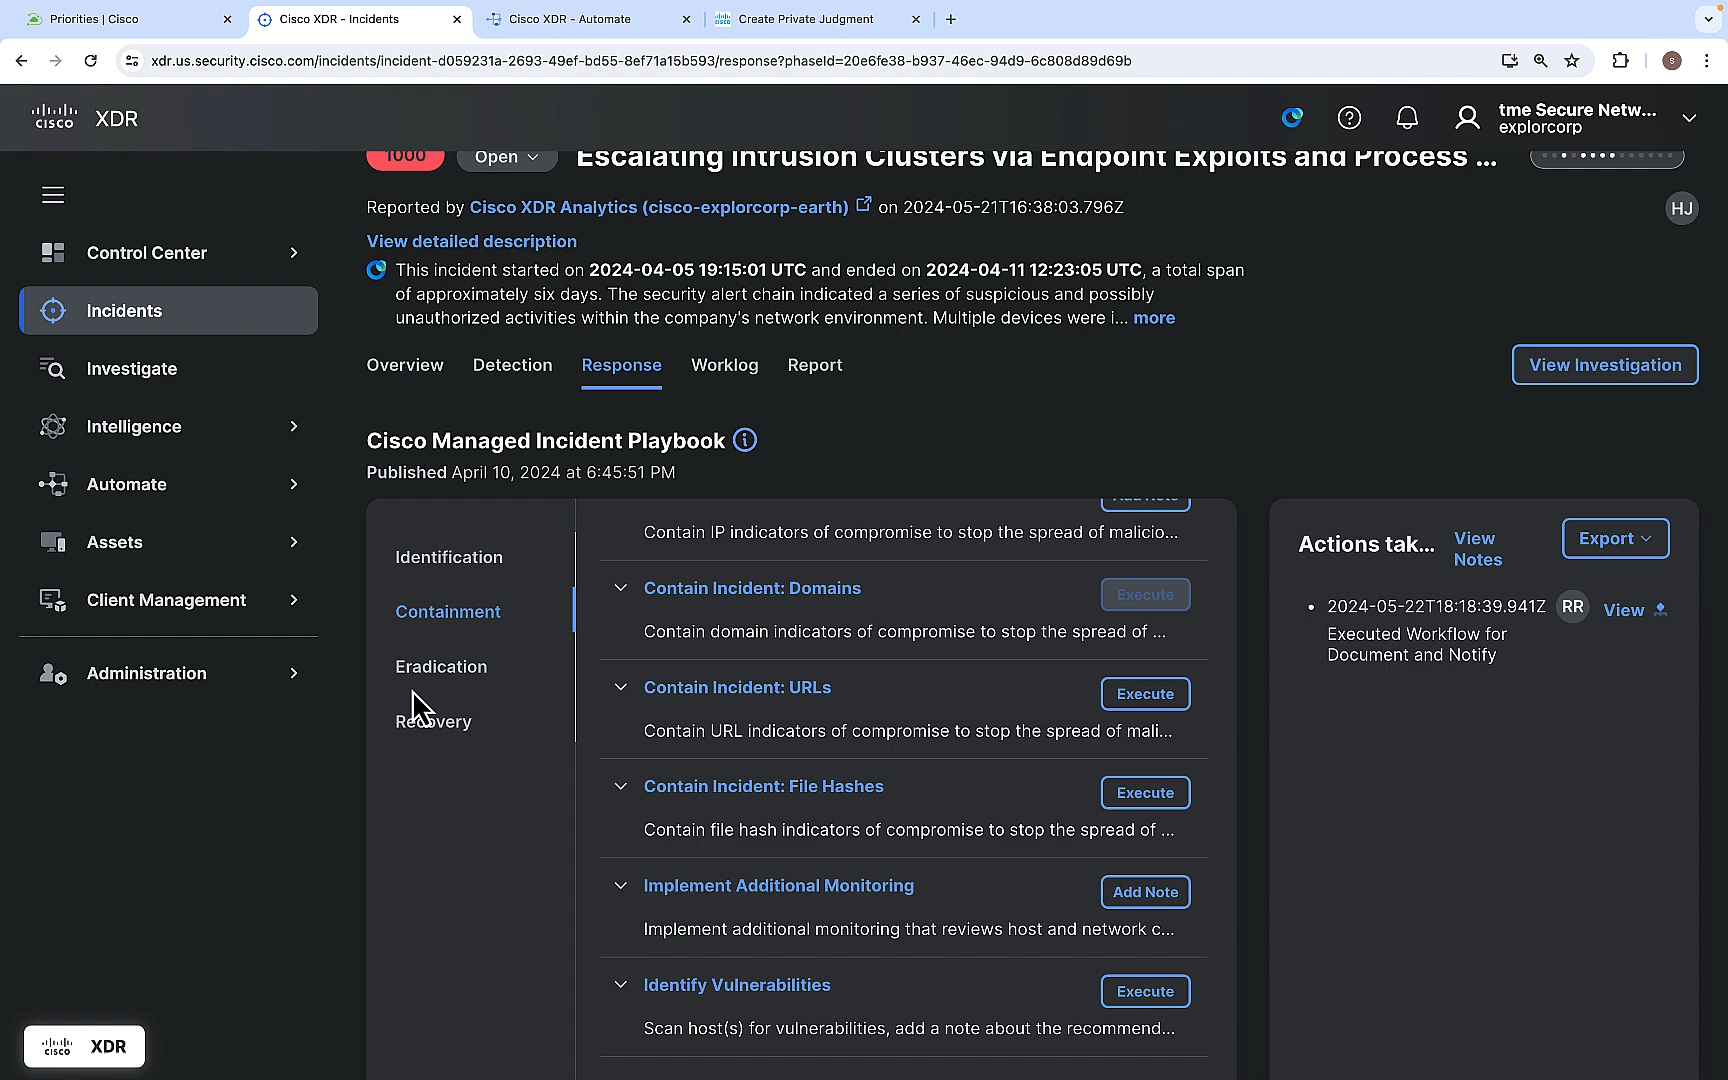 Priorities | Cisco
Cisco XDR - Incidents
Cisco XDR - Automate
Create Private Judgment
xdr.us.security.cisco.com/incidents/incident-d059231a-2693-49ef-bd55-8ef71a15b593/response?phaseId=20e6fe38-b937-46ec-94d9-6c808d89d69b
S
cisco
XDR
tme Secure Netw...
explorcorp
1000
Open
Escalating Intrusion Clusters via Endpoint Exploits and Process ...
Reported by Cisco XDR Analytics (cisco-explorcorp-earth) on 2024-05-21T16:38:03.796Z
HJ
View detailed description
This incident started on 2024-04-05 19:15:01 UTC and ended on 2024-04-11 12:23:05 UTC, a total span
of approximately six days. The security alert chain indicated a series of suspicious and possibly
unauthorized activities within the company's network environment. Multiple devices were i... more
Control Center
Incidents
Investigate
Intelligence
Automate
Assets
Client Management
Administration
Overview
Detection
Response
Worklog
Report
View Investigation
Cisco Managed Incident Playbook
Published April 10, 2024 at 6:45:51 PM
Identification
Containment
Eradication
Recovery
Add Note
Contain IP indicators of compromise to stop the spread of malicio...
Contain Incident: Domains
Execute
Contain domain indicators of compromise to stop the spread of ...
Contain Incident: URLs
Execute
Contain URL indicators of compromise to stop the spread of mali...
Contain Incident: File Hashes
Execute
Contain file hash indicators of compromise to stop the spread of ...
Implement Additional Monitoring
Add Note
Implement additional monitoring that reviews host and network c...
Identify Vulnerabilities
Execute
Scan host(s) for vulnerabilities, add a note about the recommend...
Actions tak...
View
Notes
Export
2024-05-22T18:18:39.941Z
RR
View
Executed Workflow for
Document and Notify
cisco
XDR